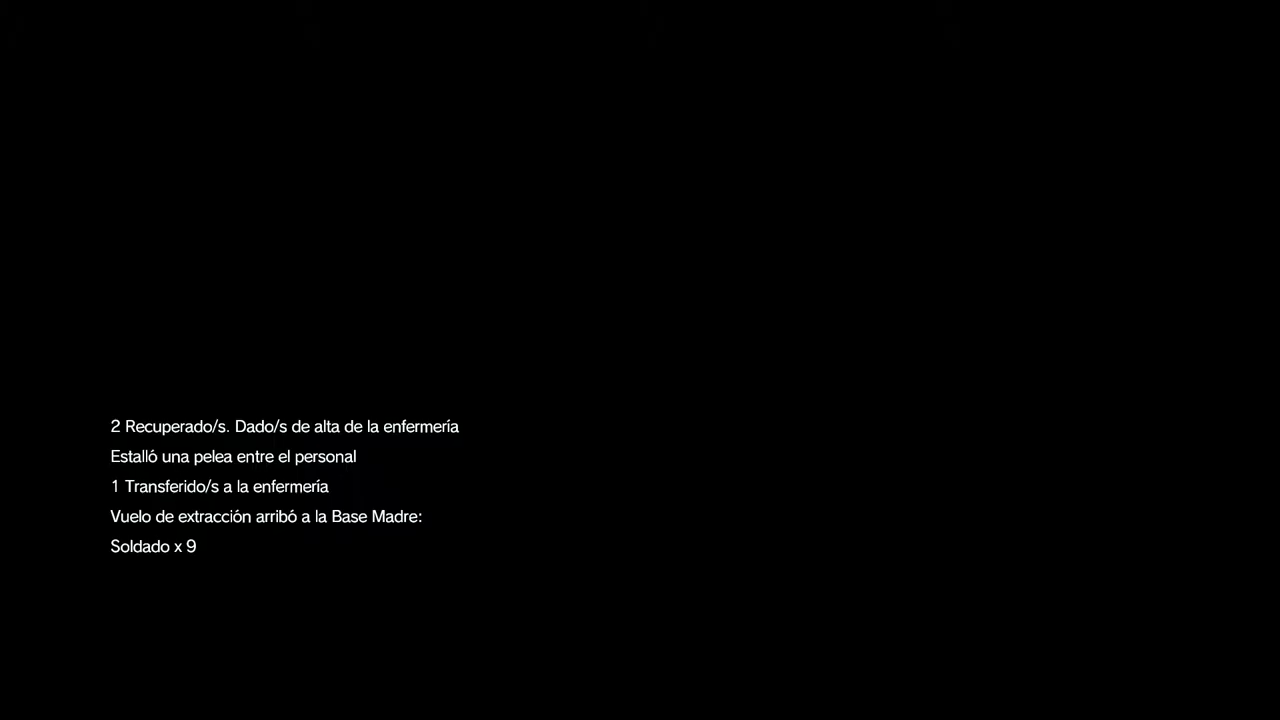 2 Recuperado/s. Dado/s de alta de la enfermería
Estalló una pelea entre el personal
1 Transferido/s a la enfermería
Vuelo de extracción arribó a la Base Madre:
Soldado x 9